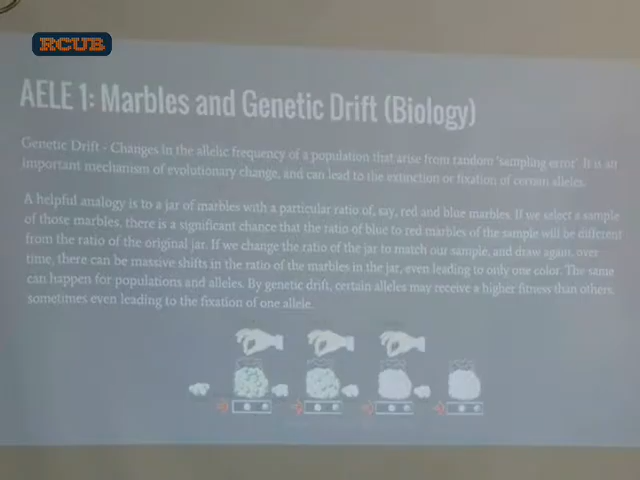 RCUB
AELE 1: Marbles and Genetic Drift (Biology)
Genetic Drift - Changes in the allelic frequency of a population that arise from random 'sampling error'. It is an
important mechanism of evolutionary change, and can lead to the extinction or fixation of certain alleles.
A helpful analogy is to a jar of marbles with a particular ratio of, say, red and blue marbles. If we select a sample
of those marbles, there is a significant chance that the ratio of blue to red marbles of the sample will be different
from the ratio of the original jar. If we change the ratio of the jar to match our sample, and draw again, over
time, there can be massive shifts in the ratio of the marbles in the jar, even leading to only one color. The same
can happen for populations and alleles. By genetic drift, certain alleles may receive a higher fitness than others,
sometimes even leading to the fixation of one allele.